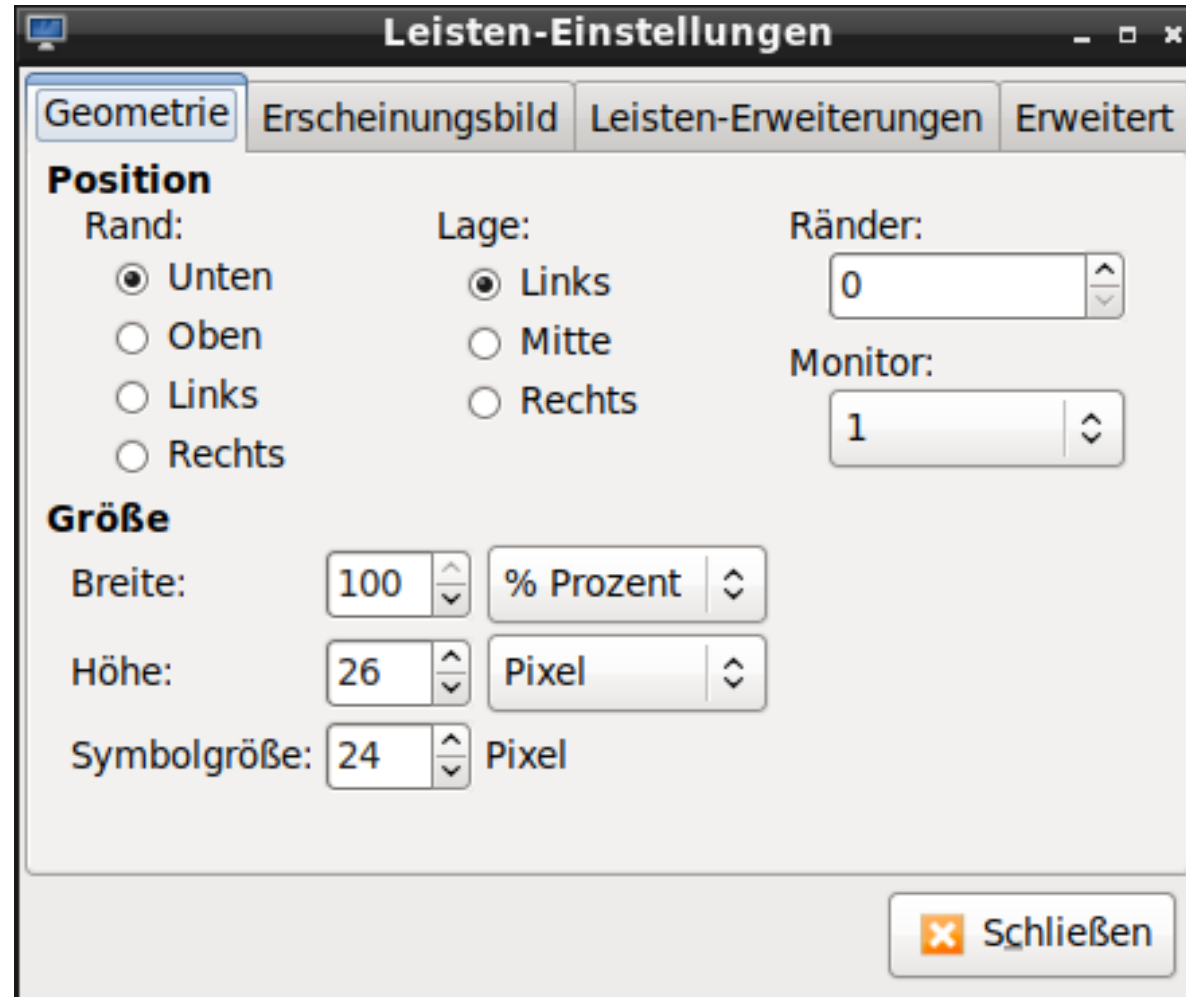 Leisten-Einstellungen
Geometrie Erscheinungsbild Leisten-Erweiterungen Erweitert
Position
Rand: Lage: Ränder:
Unten Links 0
Oben Mitte
Monitor:
Links Rechts 1
Rechts
Größe
Breite: 100 % Prozent
Höhe: 26 Pixel
Symbolgröße: 24 Pixel
Schließen